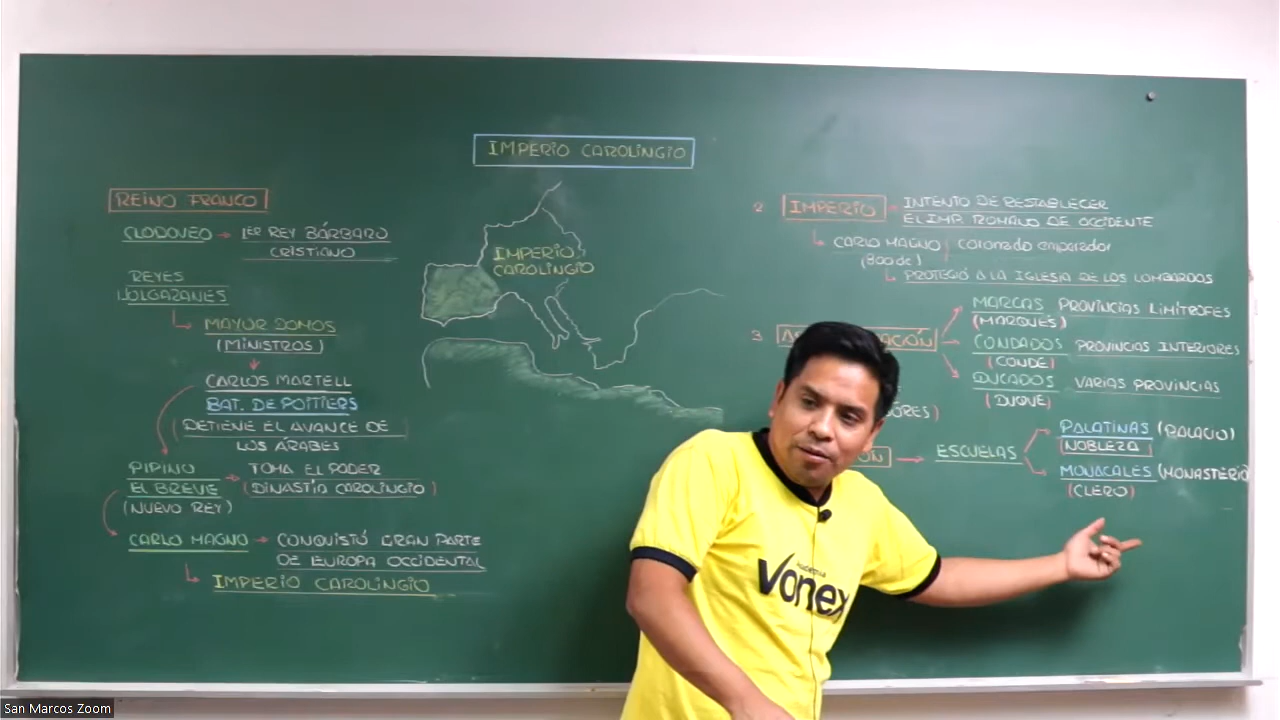 IMPERIO CAROLINGIO
REINO FRANCO
CLODOVEO → 1ER REY BÁRBARO
CRISTIANO
REYES
HOLGAZANES
MAYOR DOMOS
(MINISTROS)
CARLOS MARTELL
BAT. DE POITIERS
(DETIENE EL AVANCE DE
LOS ÁRABES
PIPINO
EL BREVE
(NUEVO REY)
TOMA EL PODER
(DINASTÍA CAROLINGIO)
CARLO MAGNO → CONQUISTÓ GRAN PARTE
DE EUROPA OCCIDENTAL
IMPERIO CAROLINGIO
IMPERIO
CAROLINGIO
2 IMPERIO
INTENTO DE RESTABLECER
EL IMP. ROMANO DE OCCIDENTE
CARLO MAGNO coronado emperador
(800 dc)
PROTEGIÓ A LA IGLESIA DE LOS LOMBARDOS
3
MARCAS PROVINCIAS LIMÍTROFES
(MARQUÉS)
CONDADOS PROVINCIAS INTERIORES
(CONDE)
DUCADOS VARIAS PROVINCIAS
(DUQUE)
ESCUELAS
PALATINAS (PALACIO)
NOBLEZA
MONACALES (MONASTERIO
(CLERO)
Vonex
San Marcos Zoom